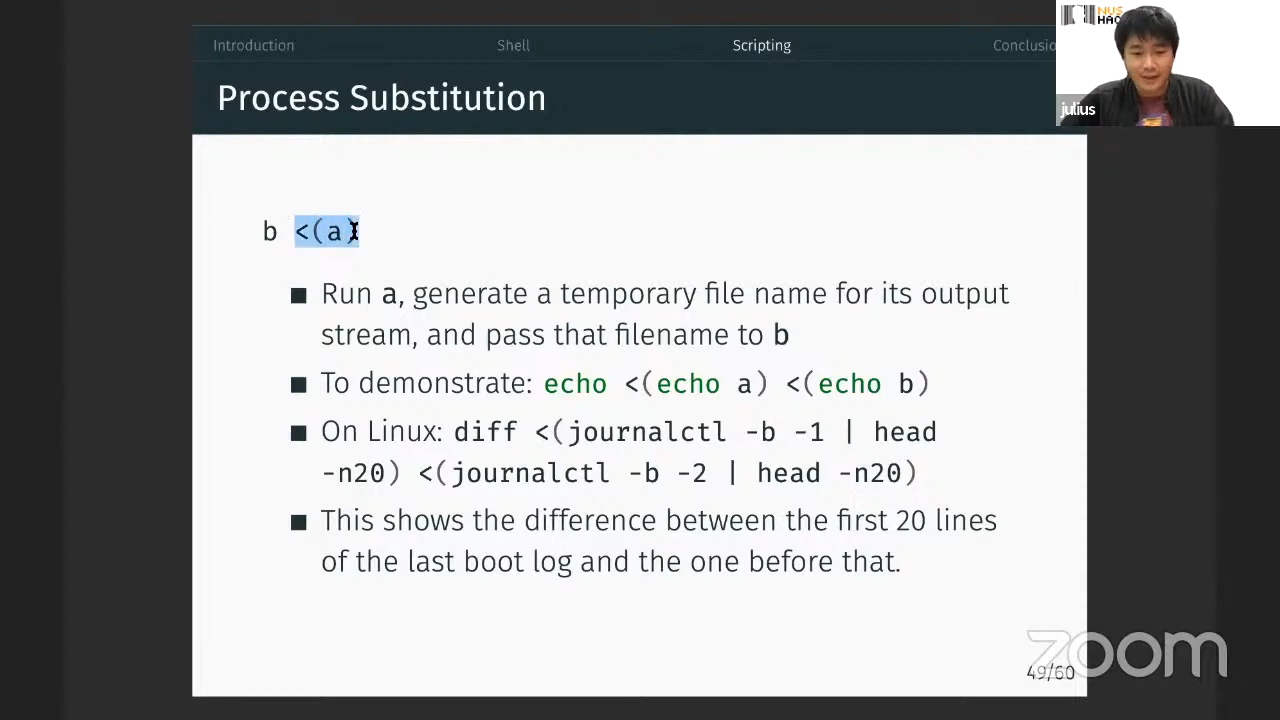 Introduction Shell Scripting Conclusio
Process Substitution
NUS
HAC
julius
b <(a)
■ Run a, generate a temporary file name for its output
stream, and pass that filename to b
■ To demonstrate: echo <(echo a) <(echo b)
■ On Linux: diff <(journalctl -b -1 | head
-n20) <(journalctl -b -2 | head -n20)
■ This shows the difference between the first 20 lines
of the last boot log and the one before that.
zoom
49/60